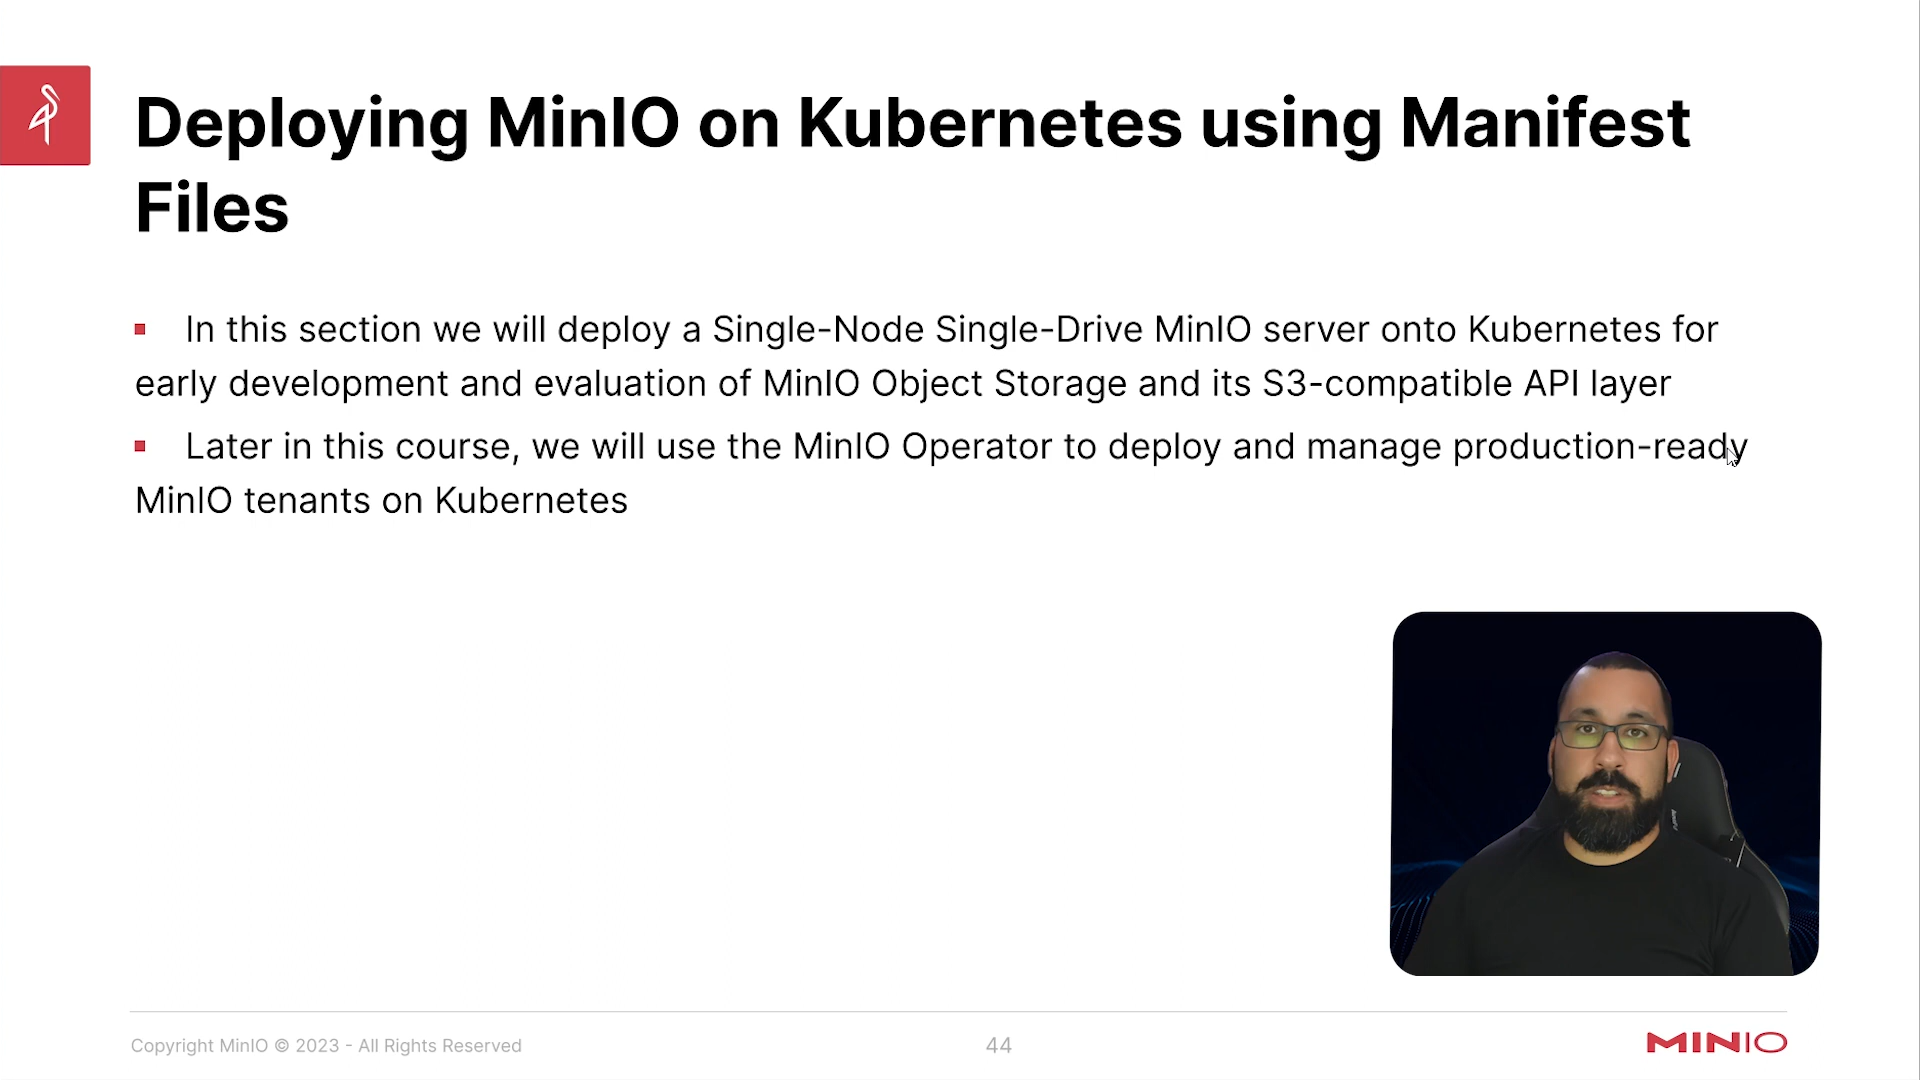 Deploying MinIO on Kubernetes using Manifest
Files
In this section we will deploy a Single-Node Single-Drive MinIO server onto Kubernetes for
early development and evaluation of MinIO Object Storage and its S3-compatible API layer
Later in this course, we will use the MinIO Operator to deploy and manage production-ready
MinIO tenants on Kubernetes
Copyright MinIO © 2023 - All Rights Reserved
44
MINIO